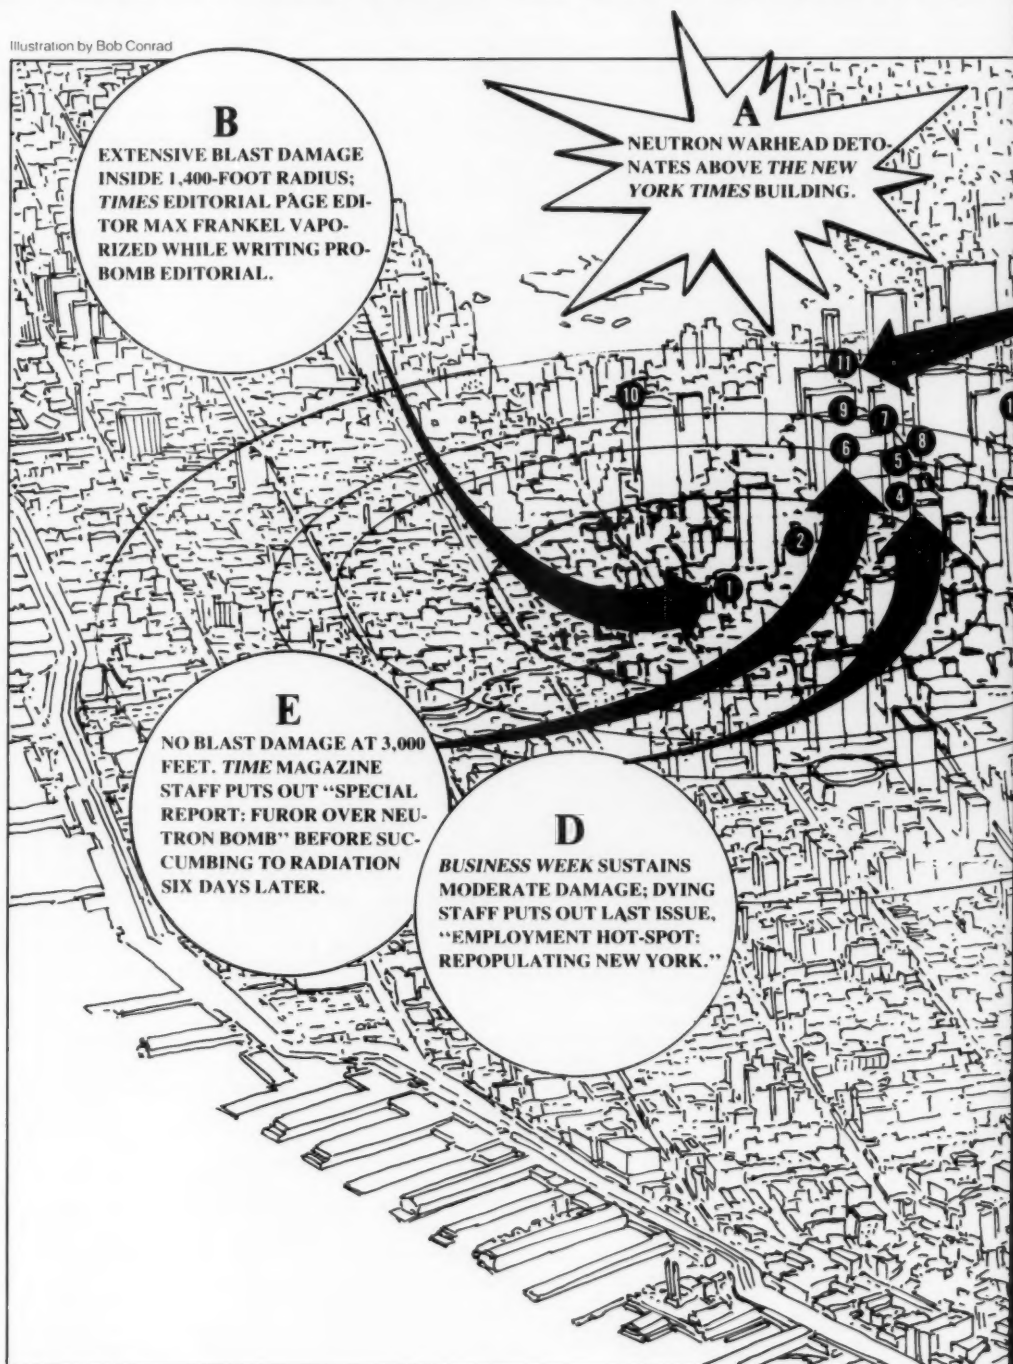 Illustration by Bob Conrad
B
EXTENSIVE BLAST DAMAGE
INSIDE 1,400-FOOT RADIUS;
TIMES EDITORIAL PAGE EDI-
TOR MAX FRANKEL VAPO-
RIZED WHILE WRITING PRO-
BOMB EDITORIAL.
A
NEUTRON WARHEAD DETO-
NATES ABOVE THE NEW
YORK TIMES BUILDING.
11
10
9
7
6
8
5
4
2
1
E
NO BLAST DAMAGE AT 3,000
FEET. TIME MAGAZINE
STAFF PUTS OUT “SPECIAL
REPORT: FUROR OVER NEU-
TRON BOMB” BEFORE SUC-
CUMBING TO RADIATION
SIX DAYS LATER.
D
BUSINESS WEEK SUSTAINS
MODERATE DAMAGE; DYING
STAFF PUTS OUT LAST ISSUE,
“EMPLOYMENT HOT-SPOT:
REPOPULATING NEW YORK.”